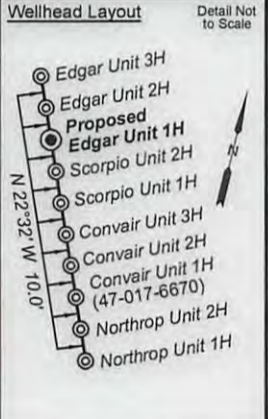 Wellhead Layout
Detail Not
to Scale
Edgar Unit 3H
Edgar Unit 2H
Proposed
Edgar Unit 1H
Scorpio Unit 2H
Scorpio Unit 1H
Convair Unit 3H
Convair Unit 2H
Convair Unit 1H
(47-017-6670)
Northrop Unit 2H
Northrop Unit 1H
N 22°32' W 10.0'
N